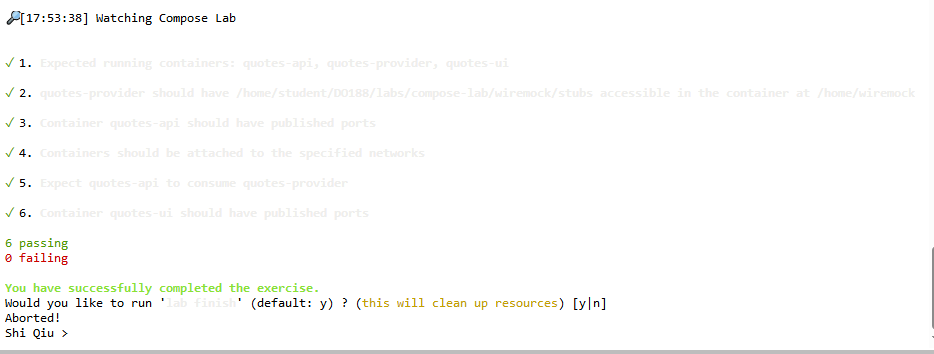 [17:53:38] Watching Compose Lab
✓ 1. Expected running containers: quotes-api, quotes-provider, quotes-ui
✓ 2. quotes-provider should have /home/student/DO188/labs/compose-lab/wiremock/stubs accessible in the container at /home/wiremock
✓ 3. Container quotes-api should have published ports
✓ 4. Containers should be attached to the specified networks
✓ 5. Expect quotes-api to consume quotes-provider
✓ 6. Container quotes-ui should have published ports
6 passing
0 failing
You have successfully completed the exercise.
Would you like to run 'lab finish' (default: y) ? (this will clean up resources) [y|n]
Aborted!
Shi Qiu >